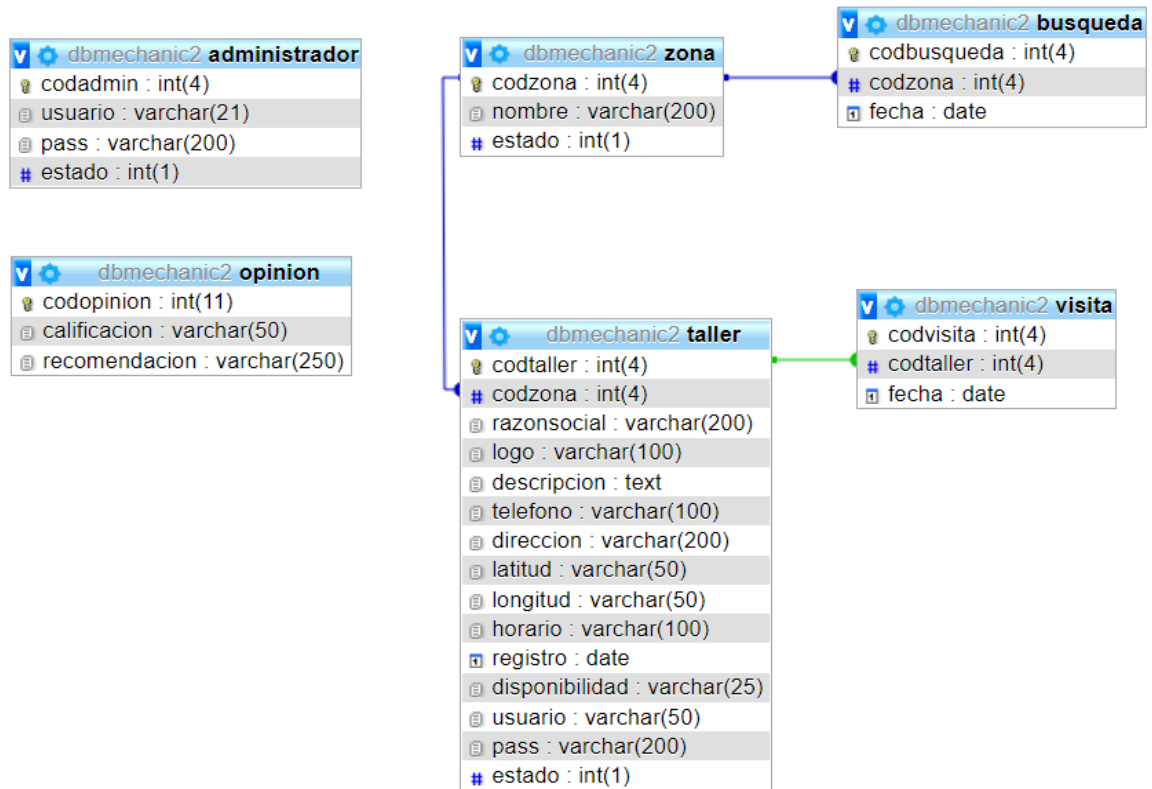 dbmechanic2 administrador
codadmin : int(4)
usuario : varchar(21)
pass : varchar(200)
estado : int(1)
dbmechanic2 zona
codzona : int(4)
nombre : varchar(200)
estado : int(1)
dbmechanic2 busqueda
codbusqueda : int(4)
codzona : int(4)
fecha : date
dbmechanic2 opinion
codopinion : int(11)
calificacion : varchar(50)
recomendacion : varchar(250)
dbmechanic2 taller
codtaller : int(4)
codzona : int(4)
razonsocial : varchar(200)
logo : varchar(100)
descripcion : text
telefono : varchar(100)
direccion : varchar(200)
latitud : varchar(50)
longitud : varchar(50)
horario : varchar(100)
registro : date
disponibilidad : varchar(25)
usuario : varchar(50)
pass : varchar(200)
estado : int(1)
dbmechanic2 visita
codvisita : int(4)
codtaller : int(4)
fecha : date